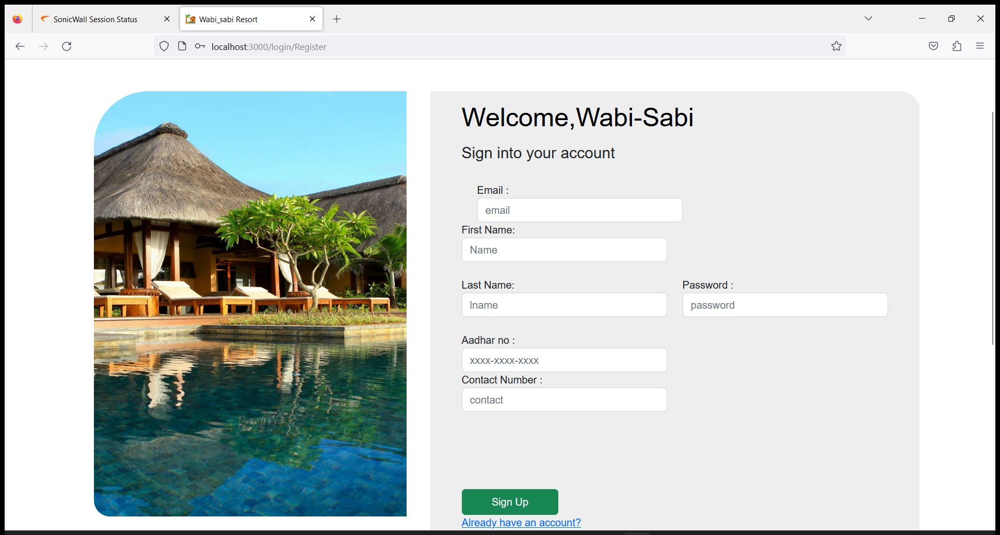 SonicWall Session Status
Wabi_sabi Resort
localhost:3000/login/Register
Welcome,Wabi-Sabi
Sign into your account
Email :
email
First Name:
Name
Last Name:
Password :
lname
password
Aadhar no :
xxxx-xxxx-xxxx
Contact Number :
contact
Sign Up
Already have an account?